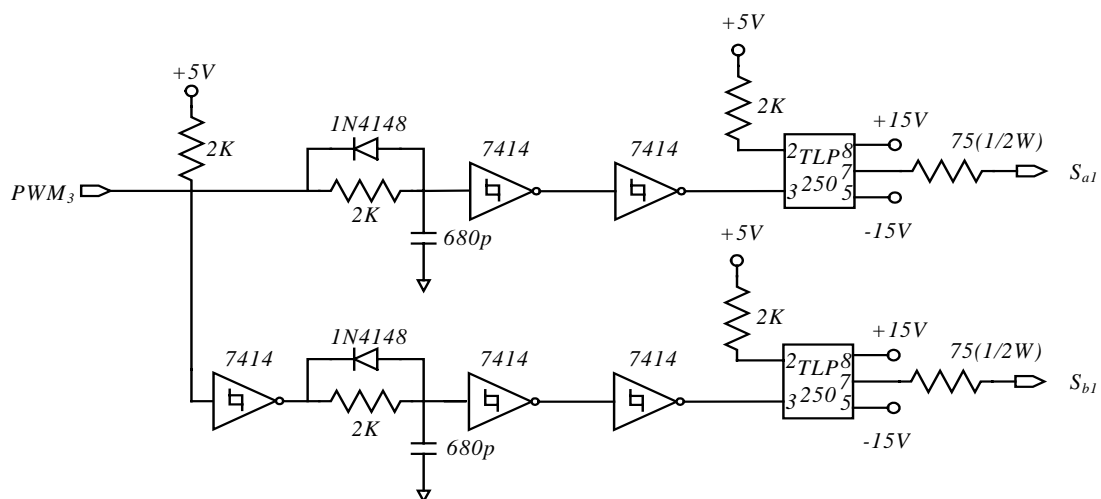 +5V
+5V
2K
1N4148
2K
7414
7414
+15V
75(1/2W)
2 TLP 8
7
3 250 5
PWM3
Sa1
2K
680p
-15V
+5V
2K
1N4148
7414
7414
7414
+15V
75(1/2W)
2 TLP 8
7
3 250 5
Sb1
2K
680p
-15V